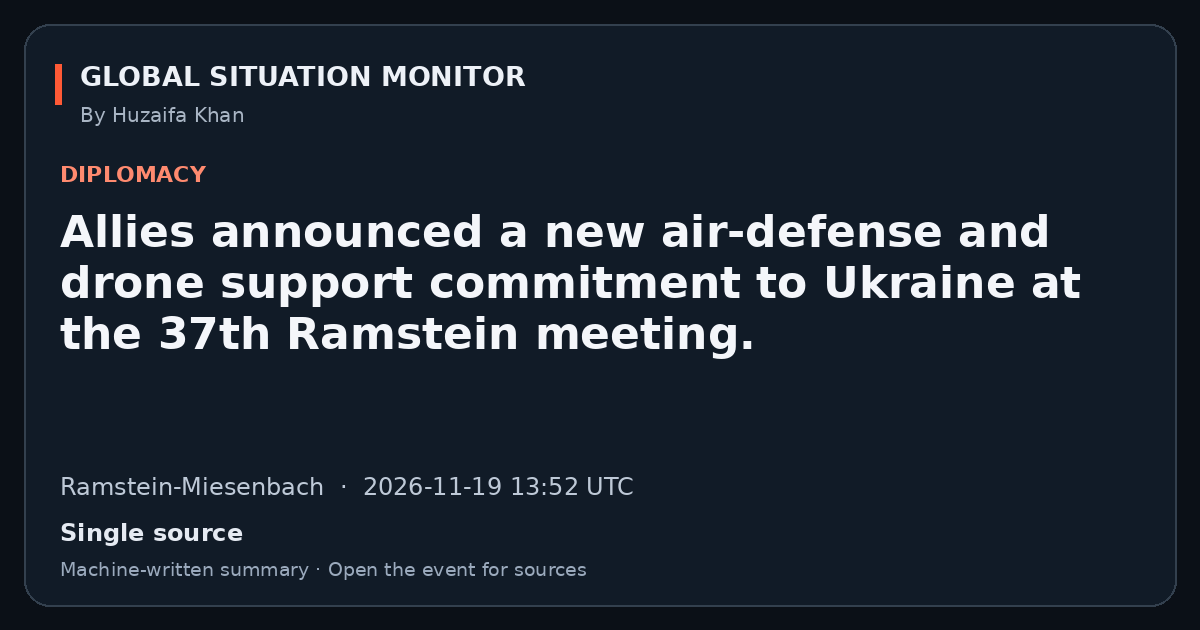 GLOBAL SITUATION MONITOR
By Huzaifa Khan
DIPLOMACY
Allies announced a new air-defense and
drone support commitment to Ukraine at
the 37th Ramstein meeting.
Ramstein-Miesenbach · 2026-11-19 13:52 UTC
Single source
Machine-written summary · Open the event for sources